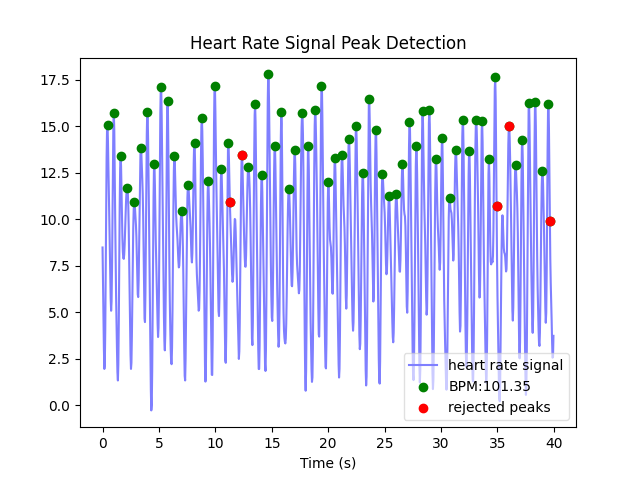 Heart Rate Signal Peak Detection
17.5
15.0
12.5
10.0
7.5
5.0
2.5
0.0
heart rate signal
BPM:101.35
rejected peaks
0 5 10 15 20 25 30 35 40
Time (s)